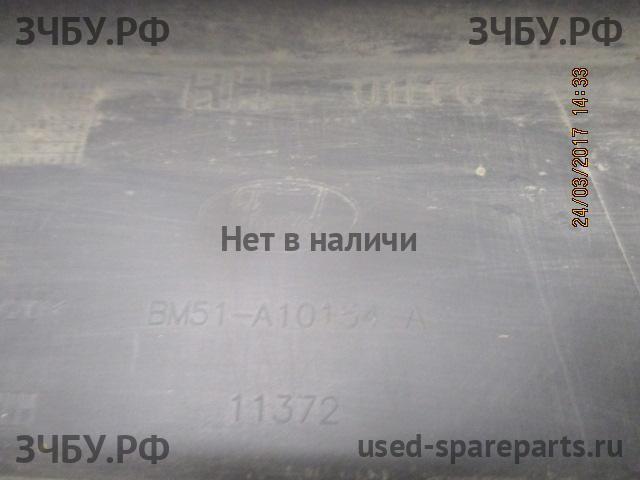 ЗЧБУ.РФ
ЗЧБУ.РФ
24/03/2017 14:33
Ford
Нет в наличи
BM51-A10154 A
11372
ЗЧБУ.РФ
used-spareparts.ru